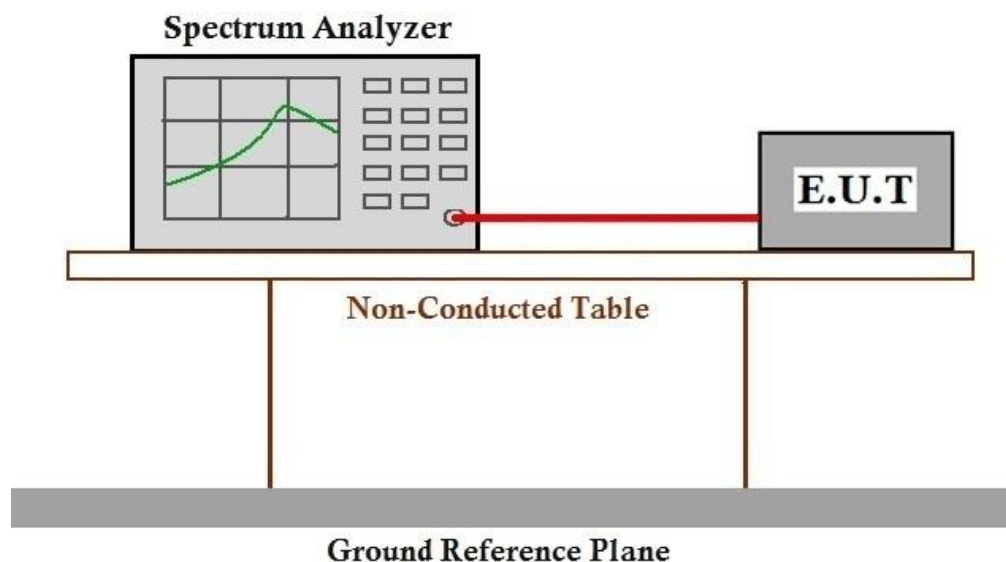 Spectrum Analyzer
E.U.T
Non-Conducted Table
Ground Reference Plane